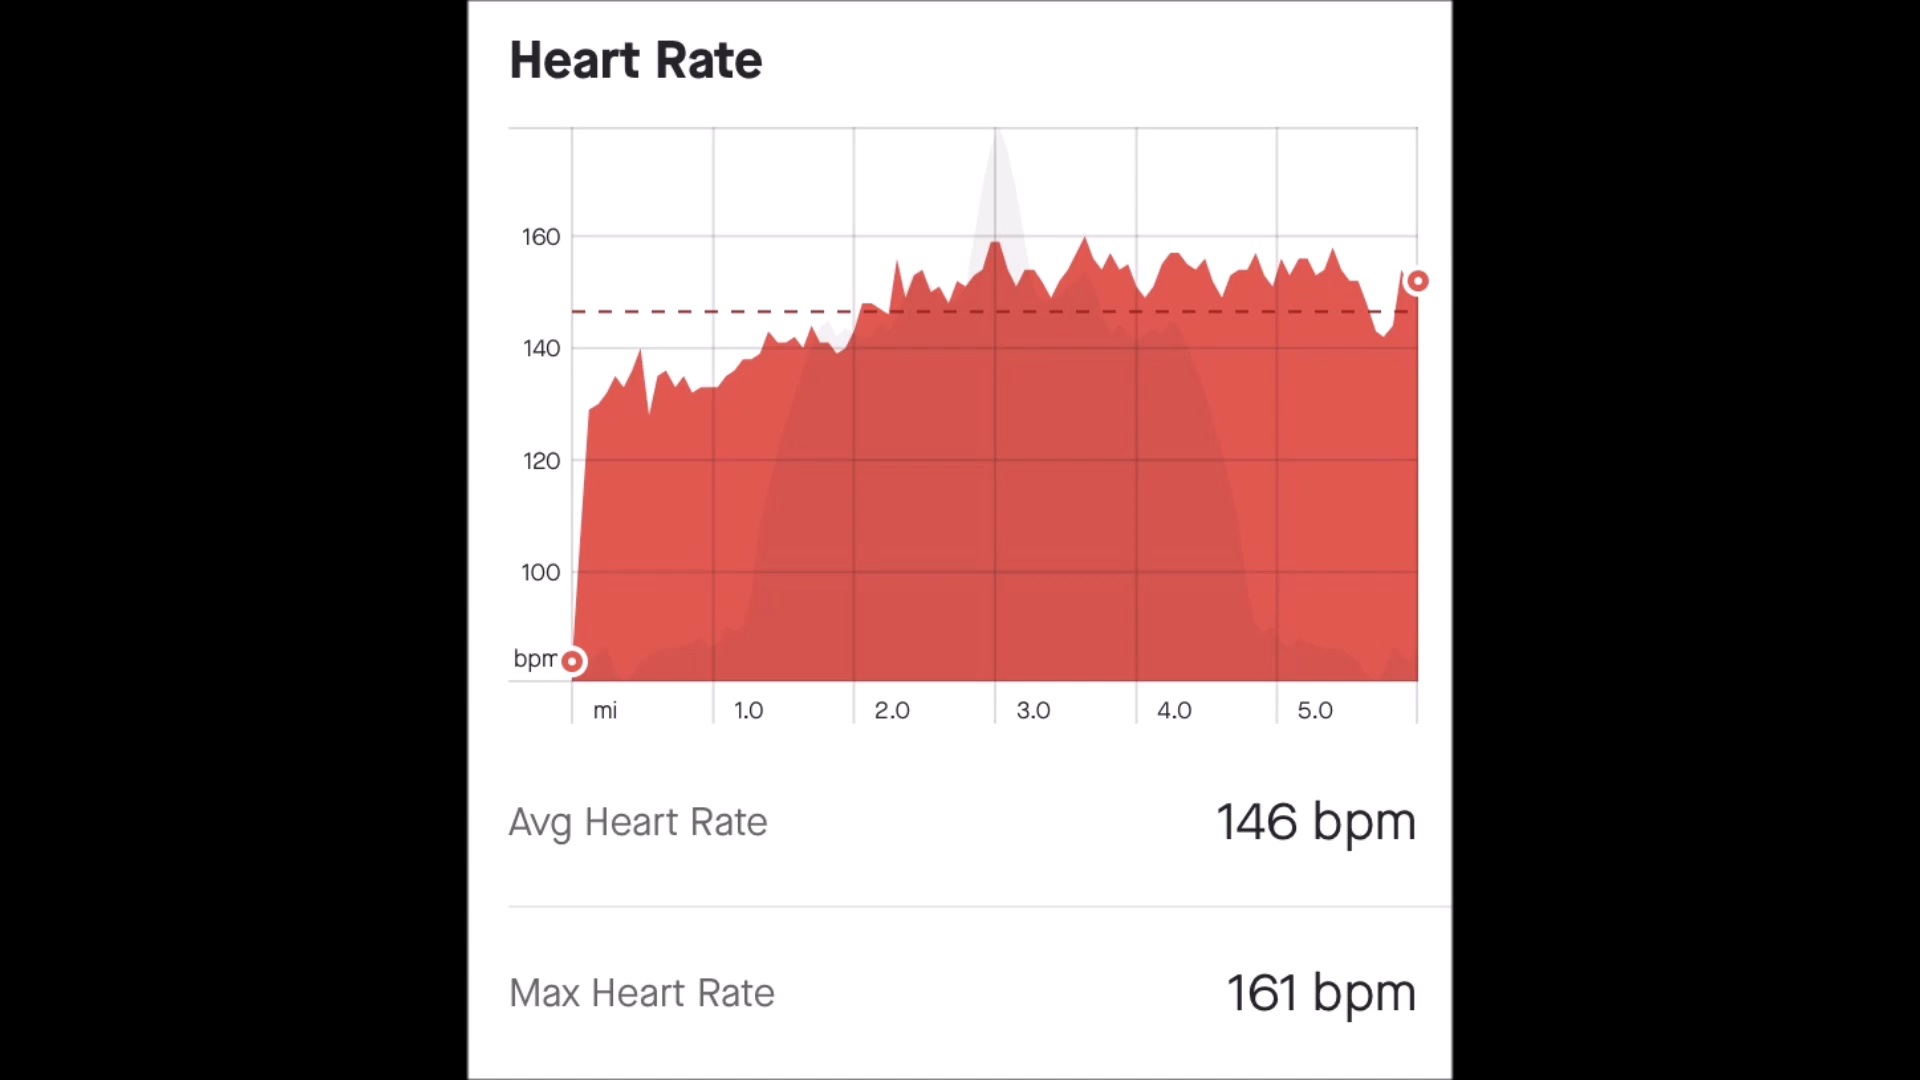 Heart Rate
160
140
120
100
bpm
mi 1.0 2.0 3.0 4.0 5.0
Avg Heart Rate 146 bpm
Max Heart Rate 161 bpm